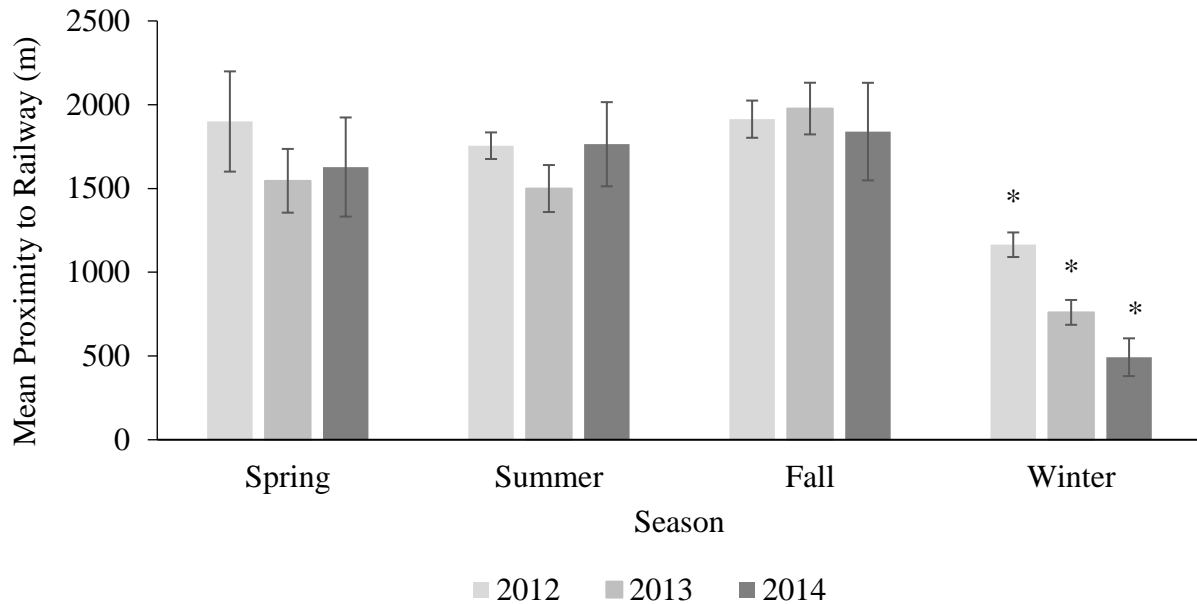 Mean Proximity to Railway (m)
2500
2000
1500
1000
500
0
*
*
*
Spring Summer Fall Winter
Season
2012 2013 2014